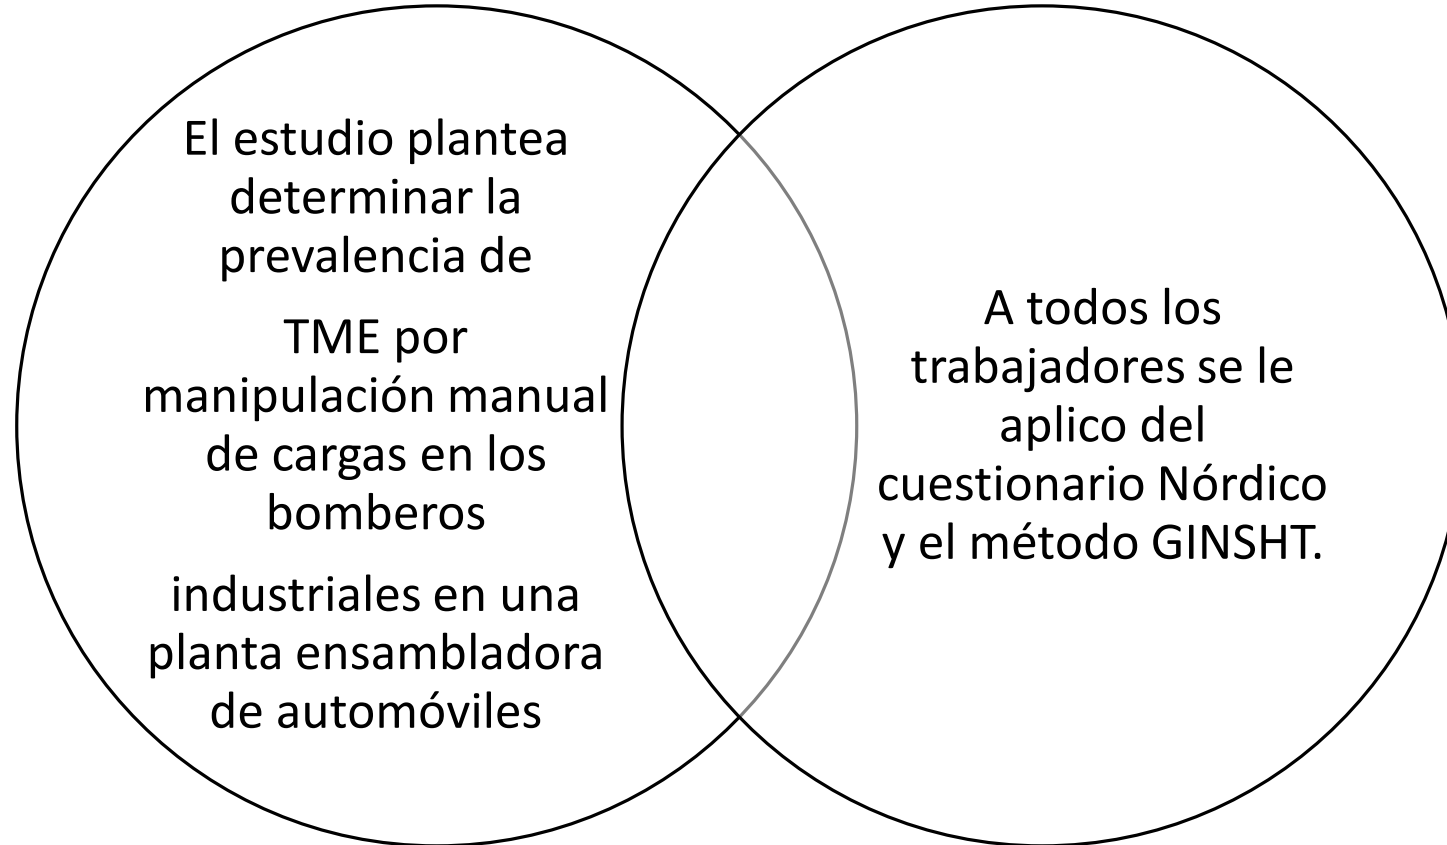 El estudio plantea
determinar la
prevalencia de
TME por
manipulación manual
de cargas en los
bomberos
industriales en una
planta ensambladora
de automóviles
A todos los
trabajadores se le
aplico del
cuestionario Nórdico
y el método GINSHT.